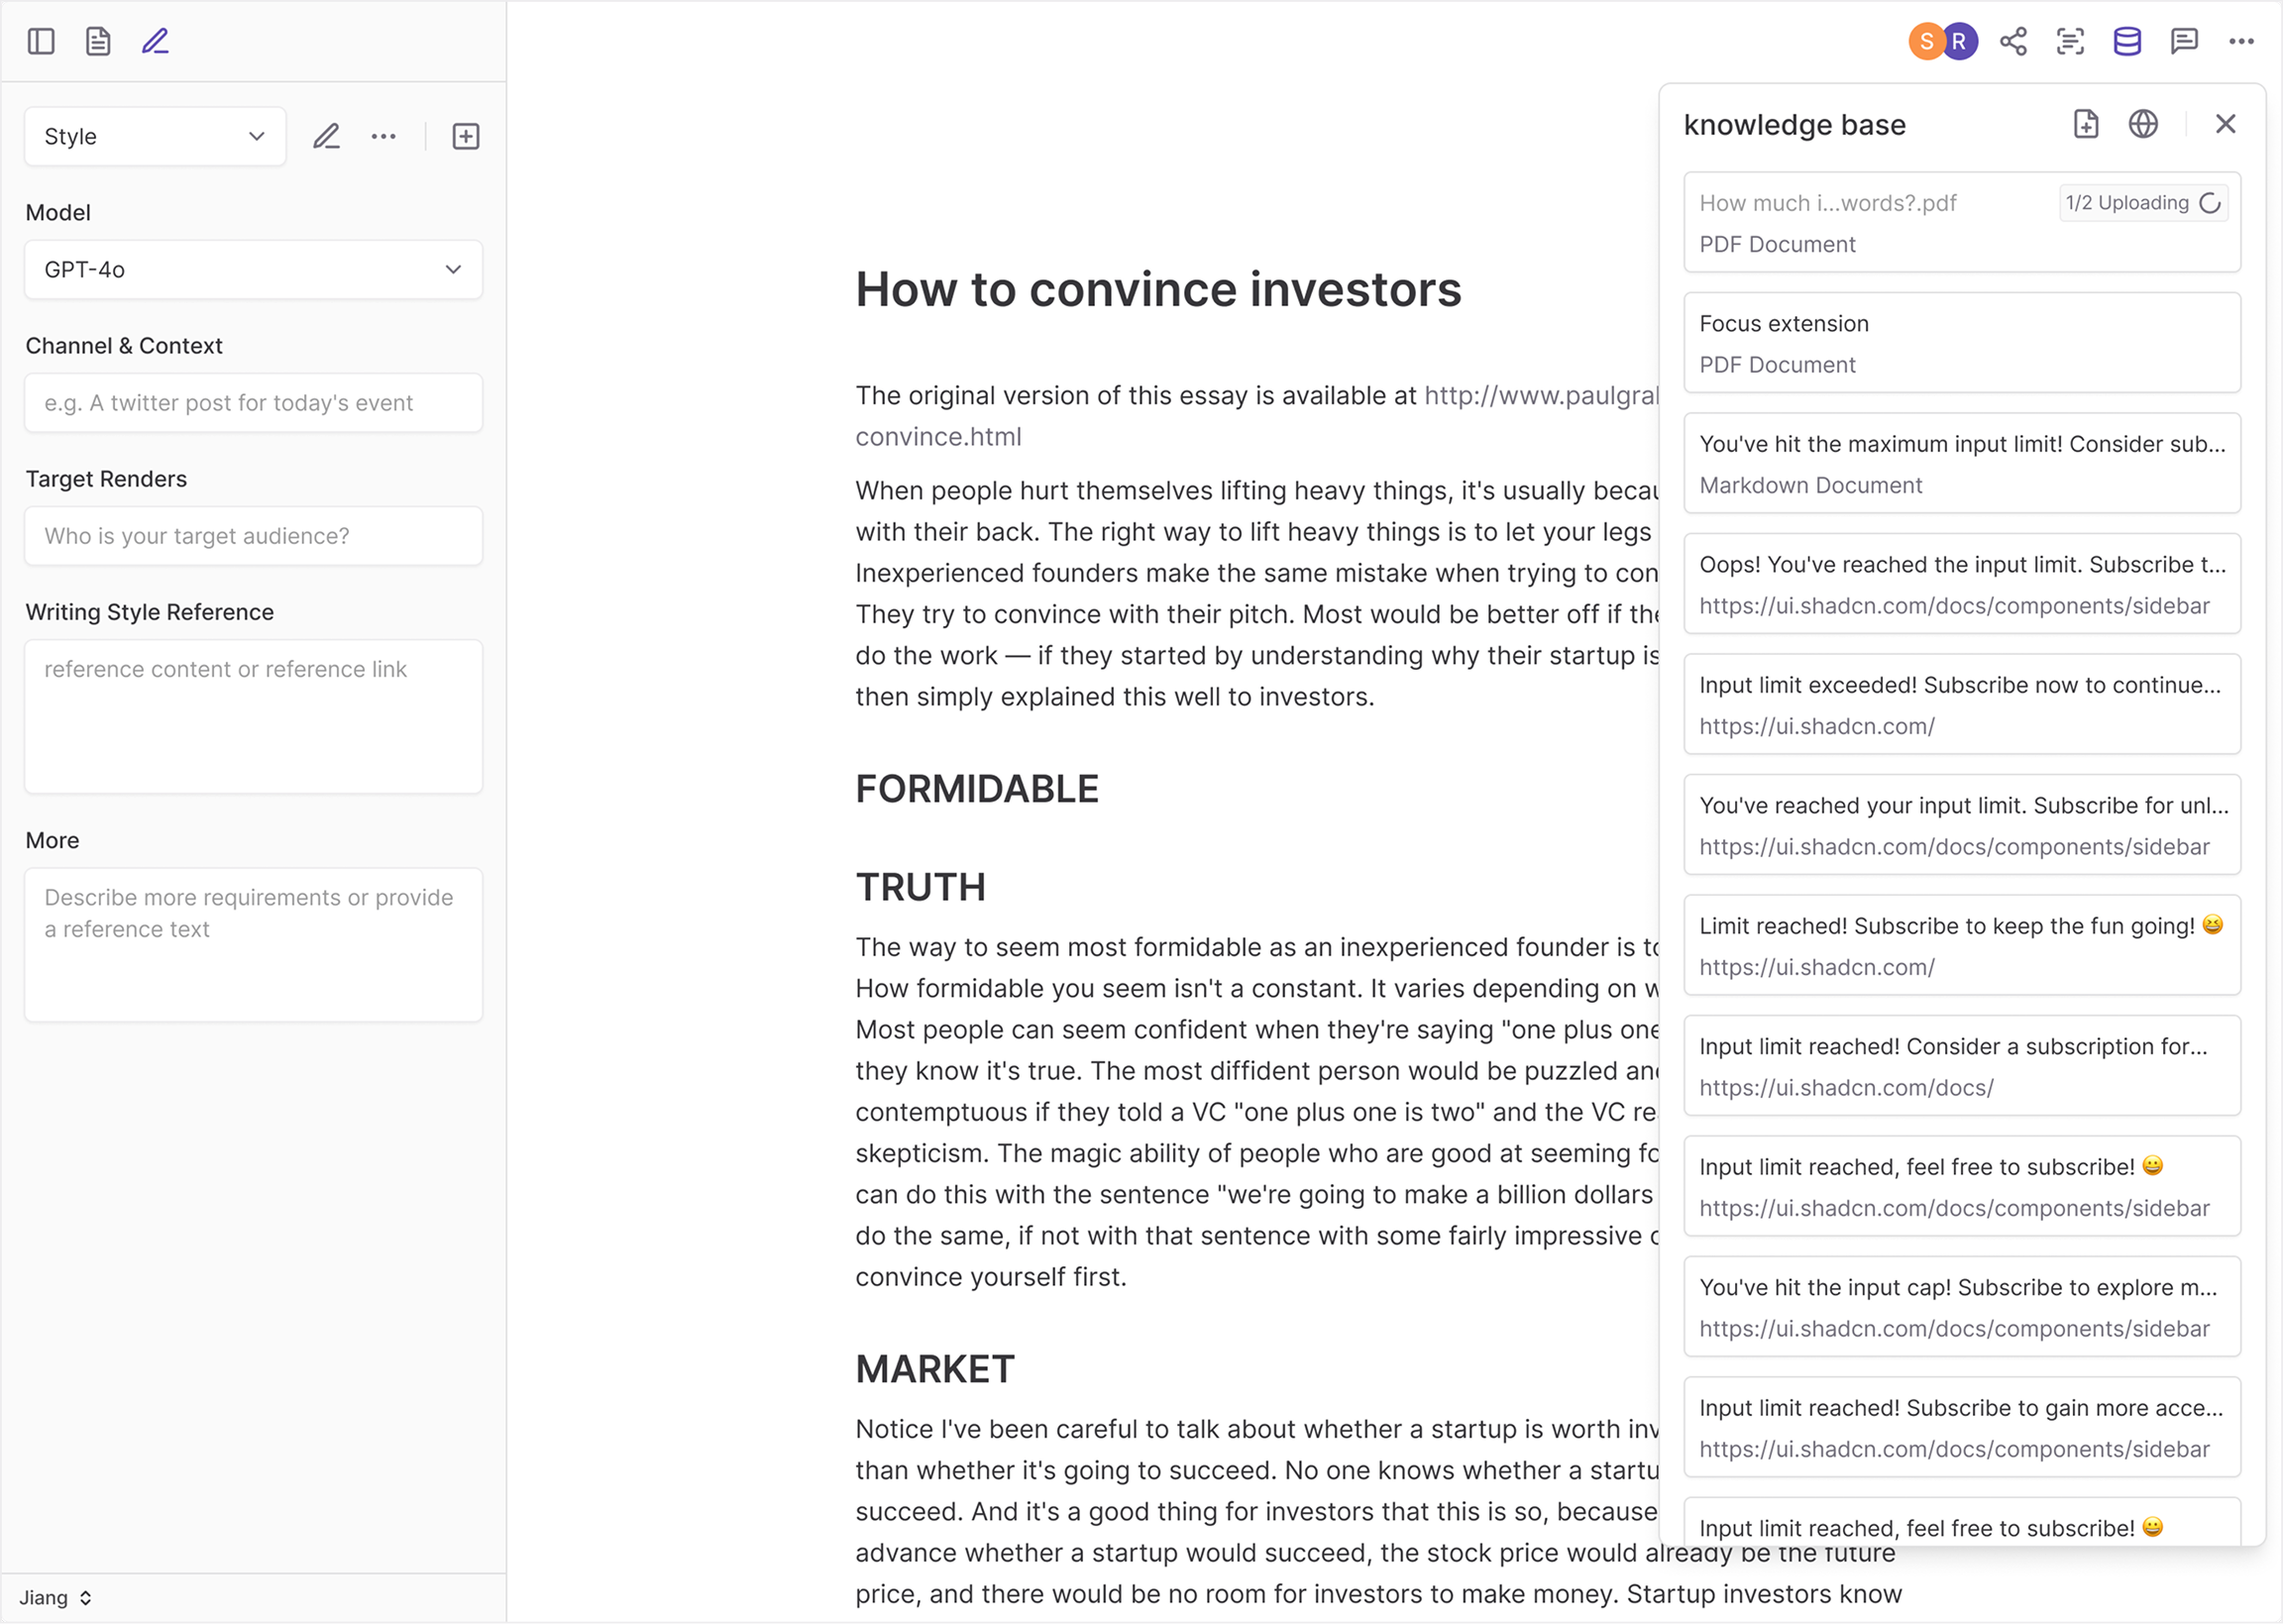 Style
Model
GPT-4o
Channel & Context
e.g. A twitter post for today's event
Target Renders
Who is your target audience?
Writing Style Reference
reference content or reference link
More
Describe more requirements or provide
a reference text
Jiang
S R
How to convince investors
The original version of this essay is available at http://www.paulgra
convince.html
When people hurt themselves lifting heavy things, it's usually becau
with their back. The right way to lift heavy things is to let your legs
Inexperienced founders make the same mistake when trying to con
They try to convince with their pitch. Most would be better off if the
do the work — if they started by understanding why their startup is
then simply explained this well to investors.
FORMIDABLE
TRUTH
The way to seem most formidable as an inexperienced founder is to
How formidable you seem isn't a constant. It varies depending on w
Most people can seem confident when they're saying "one plus one
they know it's true. The most diffident person would be puzzled and
contemptuous if they told a VC "one plus one is two" and the VC re
skepticism. The magic ability of people who are good at seeming fo
can do this with the sentence "we're going to make a billion dollars
do the same, if not with that sentence with some fairly impressive
convince yourself first.
MARKET
Notice I've been careful to talk about whether a startup is worth inv
than whether it's going to succeed. No one knows whether a startu
succeed. And it's a good thing for investors that this is so, because
advance whether a startup would succeed, the stock price would already be the future
price, and there would be no room for investors to make money. Startup investors know
knowledge base
How much i...words?.pdf 1/2 Uploading
PDF Document
Focus extension
PDF Document
You've hit the maximum input limit! Consider sub...
Markdown Document
Oops! You've reached the input limit. Subscribe t...
https://ui.shadcn.com/docs/components/sidebar
Input limit exceeded! Subscribe now to continue...
https://ui.shadcn.com/
You've reached your input limit. Subscribe for unl...
https://ui.shadcn.com/docs/components/sidebar
Limit reached! Subscribe to keep the fun going! 😆
https://ui.shadcn.com/
Input limit reached! Consider a subscription for...
https://ui.shadcn.com/docs/
Input limit reached, feel free to subscribe! 😀
https://ui.shadcn.com/docs/components/sidebar
You've hit the input cap! Subscribe to explore m...
https://ui.shadcn.com/docs/components/sidebar
Input limit reached! Subscribe to gain more acce...
https://ui.shadcn.com/docs/components/sidebar
Input limit reached, feel free to subscribe! 😀